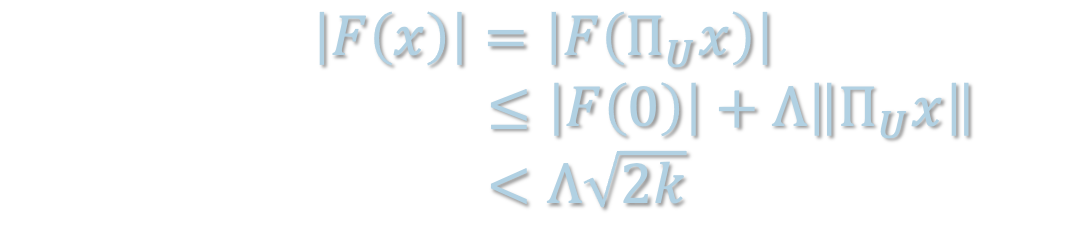 |F(x)| = |F(Π_U x)|
≤ |F(0)| + Λ‖Π_U x‖
< Λ√2k